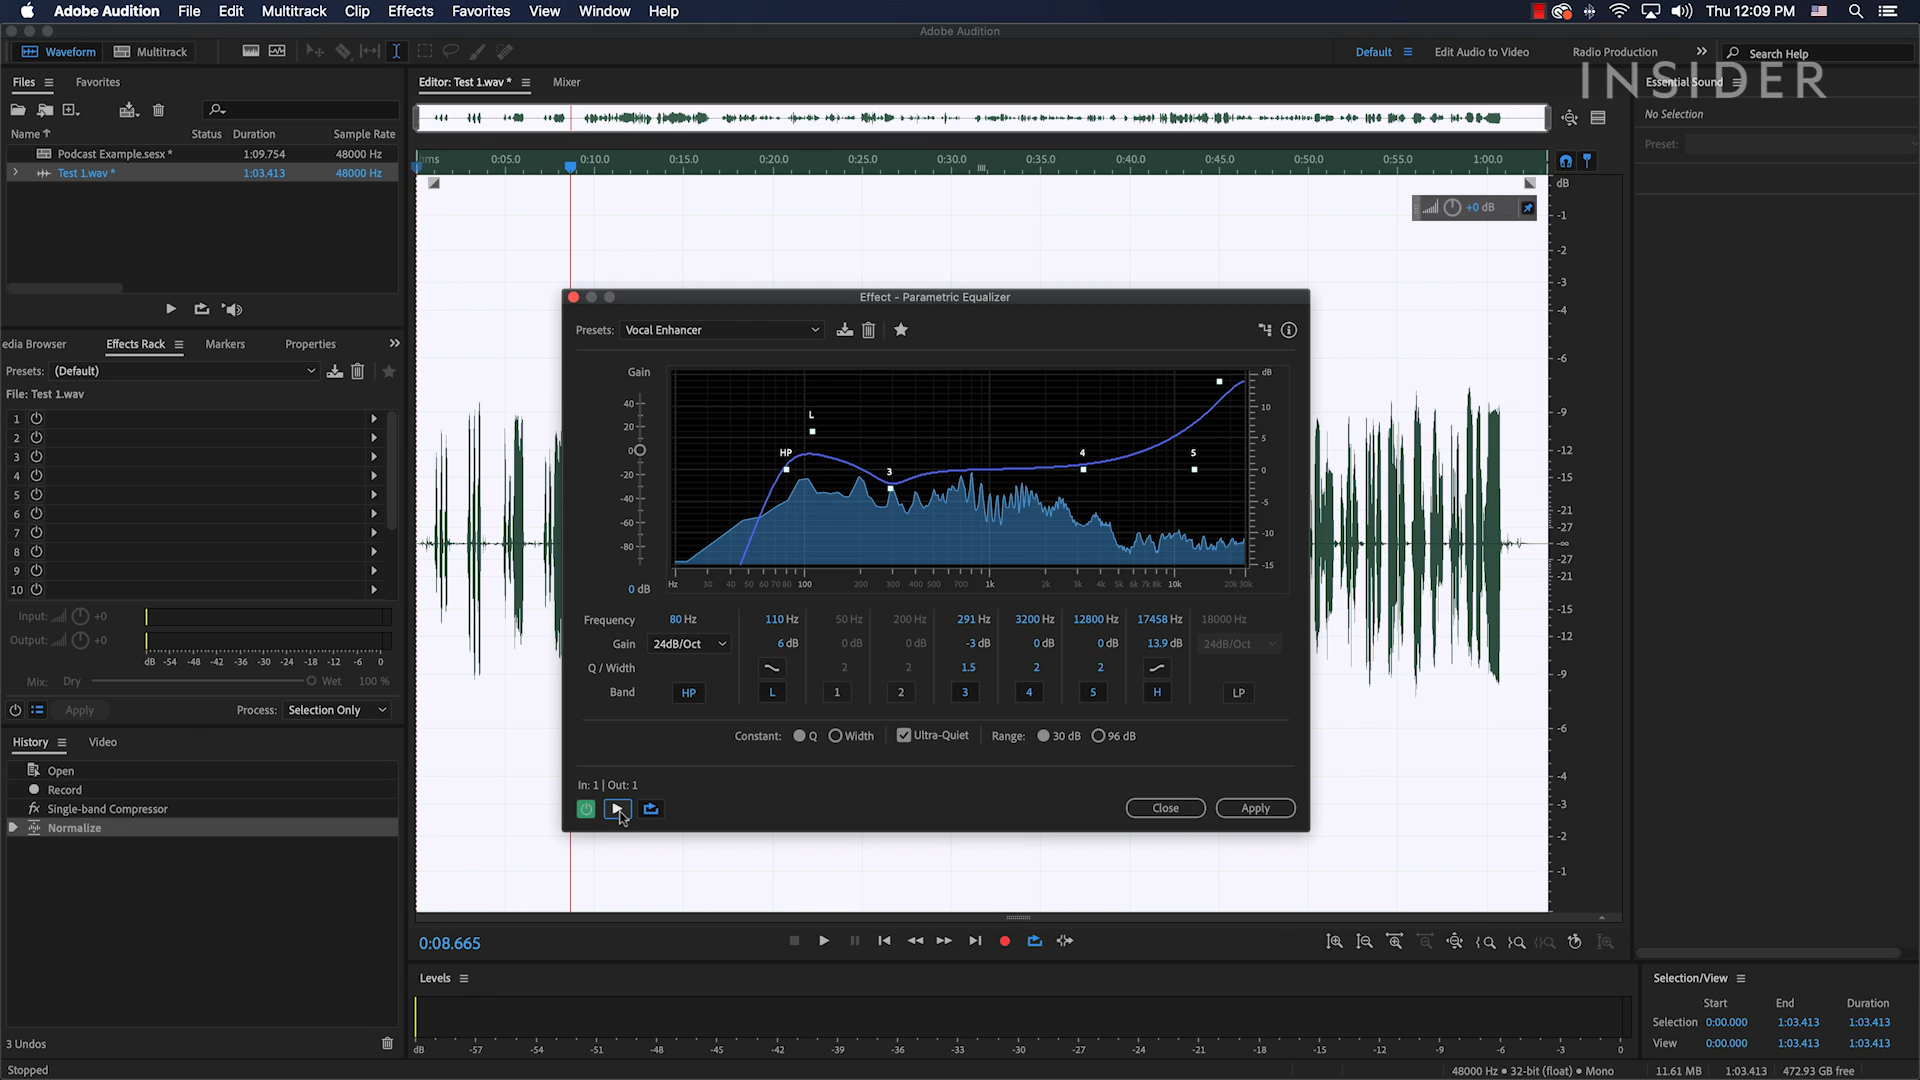 Adobe Audition File Edit Multitrack Clip Effects Favorites View Window Help Thu 12:09 PM
Adobe Audition
Waveform Multitrack Default Edit Audio to Video Radio Production Search Help
INSIDER
Files Favorites Editor: Test 1.wav * Mixer Essential Sound
No Selection
Name Status Duration Sample Rate
Preset:
Podcast Example.sesx * 1:09.754 48000 Hz
Test 1.wav * 1:03.413 48000 Hz
hms 0:05.0 0:10.0 0:15.0 0:20.0 0:25.0 0:30.0 0:35.0 0:40.0 0:45.0 0:50.0 0:55.0 1:00.0
dB
+0 dB
-1
-2
-3
-4
-6
-9
-12
-15
-21
-27
-∞
-27
-21
-15
-12
-9
-6
-4
-3
-2
-1
edia Browser Effects Rack Markers Properties
Presets: (Default)
File: Test 1.wav
1
2
3
4
5
6
7
8
9
10
Input: +0
Output: +0
dB -54 -48 -42 -36 -30 -24 -18 -12 -6 0
Mix: Dry Wet 100 %
Apply Process: Selection Only
History Video
Open
Record
Single-band Compressor
Normalize
3 Undos
Stopped
Effect - Parametric Equalizer
Presets: Vocal Enhancer
Gain
40
20
0
-20
-40
-60
-80
0 dB
L
HP
3
4
5
dB
10
5
0
-5
-10
-15
Hz 30 40 50 60 70 80 100 200 300 400 500 700 1k 2k 3k 4k 5k 6k 7k 8k 10k 20k 30k
Frequency 80 Hz 110 Hz 50 Hz 200 Hz 291 Hz 3200 Hz 12800 Hz 17458 Hz 18000 Hz
Gain 24dB/Oct 6 dB 0 dB 0 dB -3 dB 0 dB 0 dB 13.9 dB 24dB/Oct
Q / Width 2 2 1.5 2 2
Band HP L 1 2 3 4 5 H LP
Constant: Q Width Ultra-Quiet Range: 30 dB 96 dB
In: 1 | Out: 1
Close Apply
0:08.665
Levels
dB -57 -54 -51 -48 -45 -42 -39 -36 -33 -30 -27 -24 -21 -18 -15 -12 -9 -6 -3 0
Selection/View
Start End Duration
Selection 0:00.000 1:03.413 1:03.413
View 0:00.000 1:03.413 1:03.413
48000 Hz • 32-bit (float) • Mono 11.61 MB 1:03.413 472.93 GB free